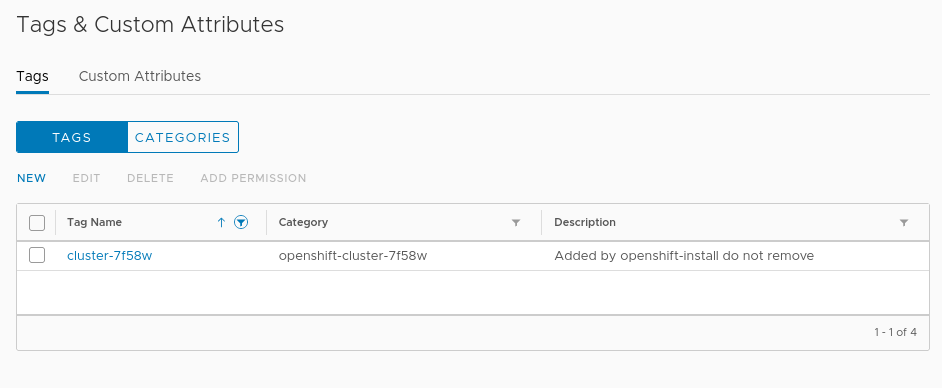 Tags & Custom Attributes
Tags Custom Attributes
TAGS CATEGORIES
NEW EDIT DELETE ADD PERMISSION
Tag Name Category Description
cluster-7f58w openshift-cluster-7f58w Added by openshift-install do not remove
1 - 1 of 4